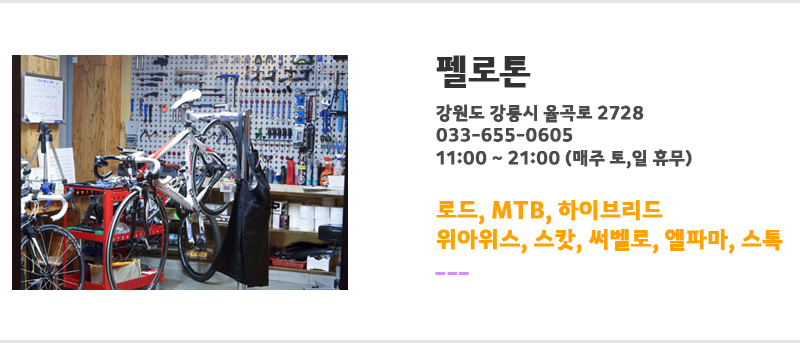 펠로톤
강원도 강릉시 율곡로 2728
033-655-0605
11:00 ~ 21:00 (매주 토,일 휴무)
로드, MTB, 하이브리드
위아위스, 스캇, 써벨로, 엘파마, 스톡
---